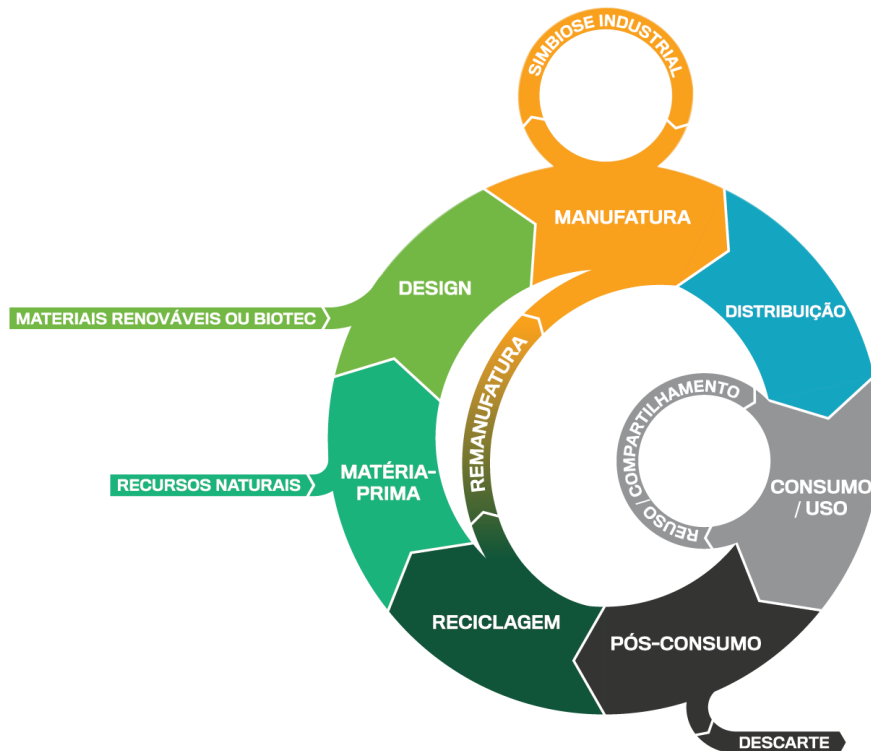 SIMBIOSE INDUSTRIAL
MANUFATURA
DESIGN
DISTRIBUIÇÃO
MATERIAIS RENOVÁVEIS OU BIOTEC
REMANUFATURA
REUSO / COMPARTILHAMENTO
MATÉRIA-
PRIMA
RECURSOS NATURAIS
CONSUMO
/ USO
RECICLAGEM
PÓS-CONSUMO
DESCARTE